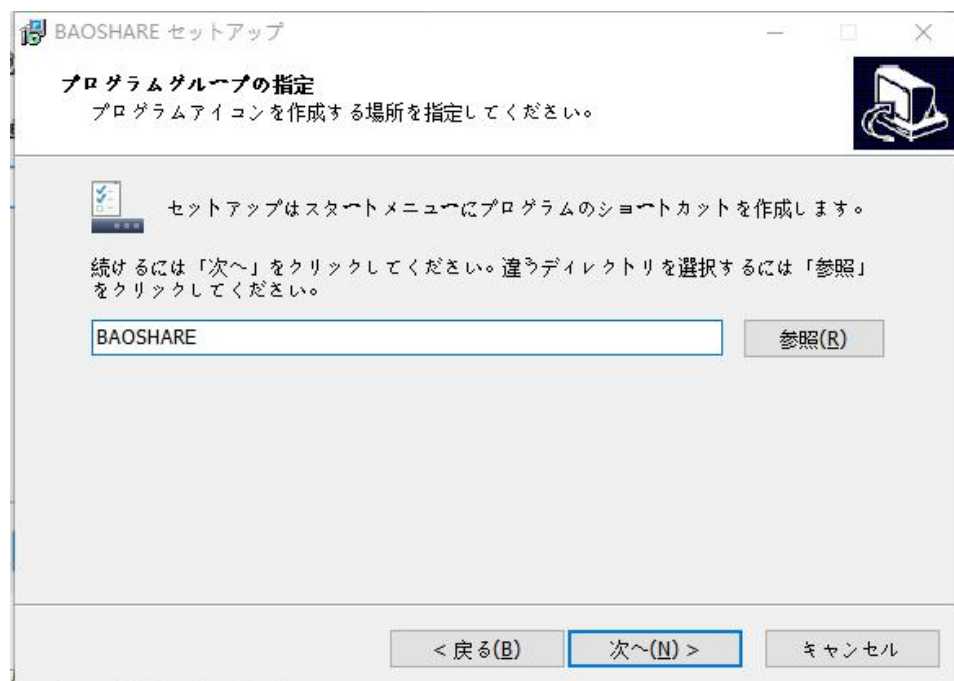 BAOSHARE セットアップ
プログラムグループの指定
プログラムアイコンを作成する場所を指定してください。
セットアップはスタートメニューにプログラムのショートカットを作成します。
続けるには「次へ」をクリックしてください。違うディレクトリを選択するには「参照」
をクリックしてください。
BAOSHARE
参照(R)
< 戻る(B)
次へ(N) >
キャンセル